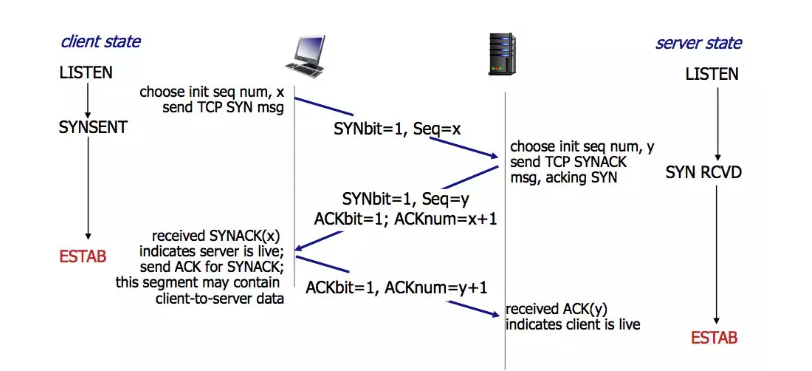 client state
server state
LISTEN
LISTEN
choose init seq num, x
send TCP SYN msg
SYNSENT
SYNbit=1, Seq=x
choose init seq num, y
send TCP SYNACK
msg, acking SYN
SYN RCVD
SYNbit=1, Seq=y
ACKbit=1; ACKnum=x+1
received SYNACK(x)
indicates server is live;
send ACK for SYNACK;
this segment may contain
client-to-server data
ESTAB
ACKbit=1, ACKnum=y+1
received ACK(y)
indicates client is live
ESTAB